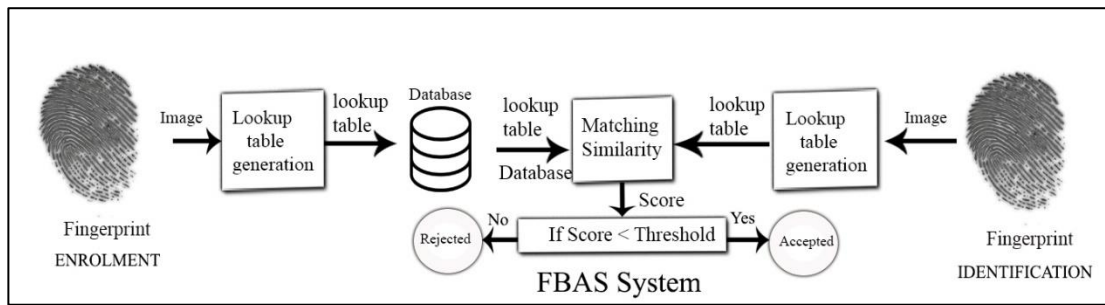 Fingerprint
ENROLMENT
Image
Lookup
table
generation
lookup
table
Database
lookup
table
Database
Matching
Similarity
lookup
table
Lookup
table
generation
Image
Fingerprint
IDENTIFICATION
Score
No
Yes
Rejected
If Score < Threshold
Accepted
FBAS System